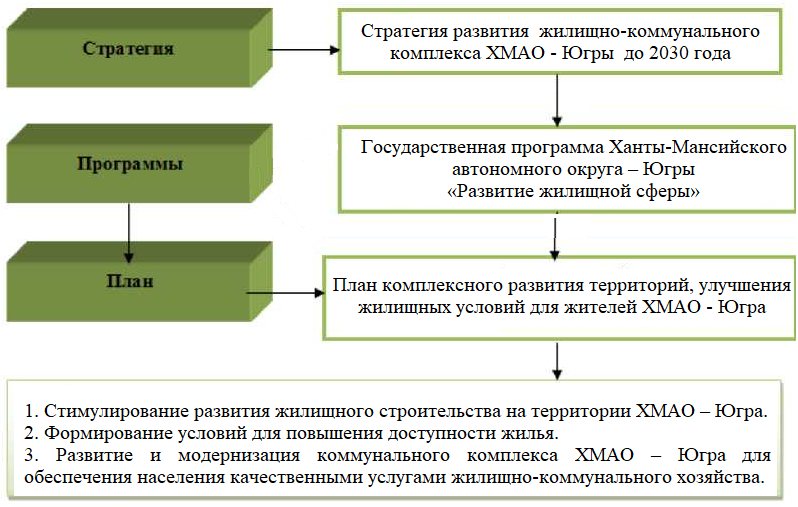 Стратегия
Стратегия развития жилищно-коммунального
комплекса ХМАО - Югры до 2030 года
Программы
Государственная программа Ханты-Мансийского
автономного округа – Югры
«Развитие жилищной сферы»
План
План комплексного развития территорий, улучшения
жилищных условий для жителей ХМАО - Югра
1. Стимулирование развития жилищного строительства на территории ХМАО – Югра.
2. Формирование условий для повышения доступности жилья.
3. Развитие и модернизация коммунального комплекса ХМАО – Югра для
обеспечения населения качественными услугами жилищно-коммунального хозяйства.